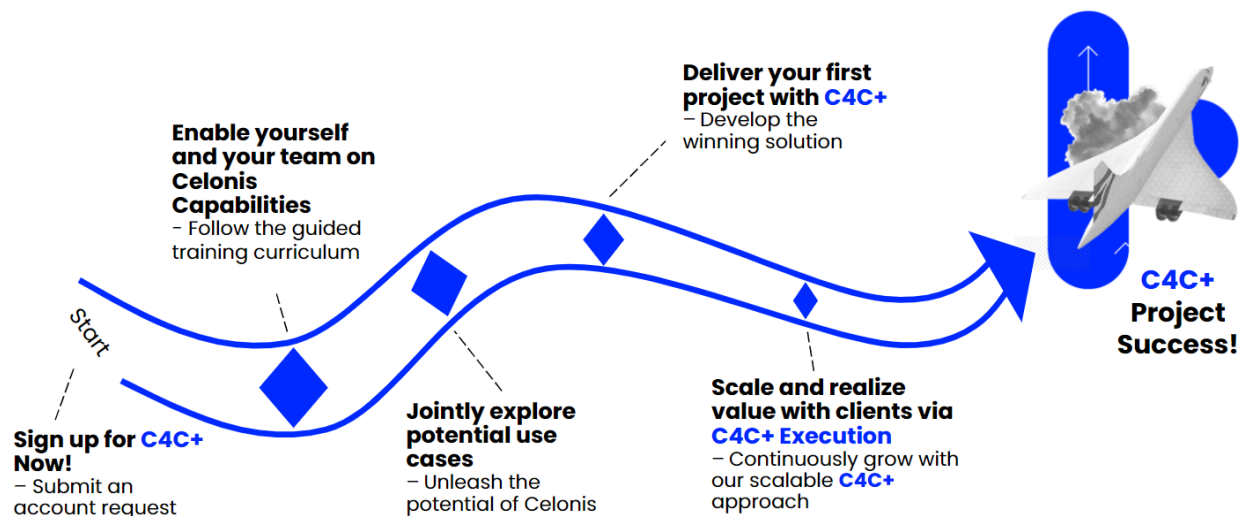 Start
Sign up for C4C+
Now!
– Submit an
account request
Enable yourself
and your team on
Celonis
Capabilities
- Follow the guided
training curriculum
Jointly explore
potential use
cases
– Unleash the
potential of Celonis
Deliver your first
project with C4C+
– Develop the
winning solution
Scale and realize
value with clients via
C4C+ Execution
– Continuously grow with
our scalable C4C+
approach
C4C+
Project
Success!